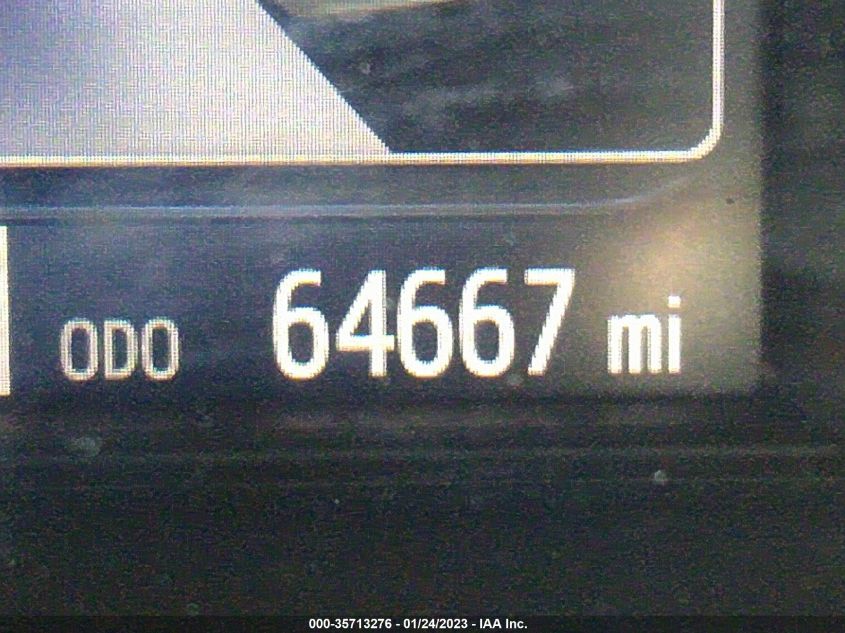 ODO 64667 mi
000-35713276 - 01/24/2023 - IAA Inc.